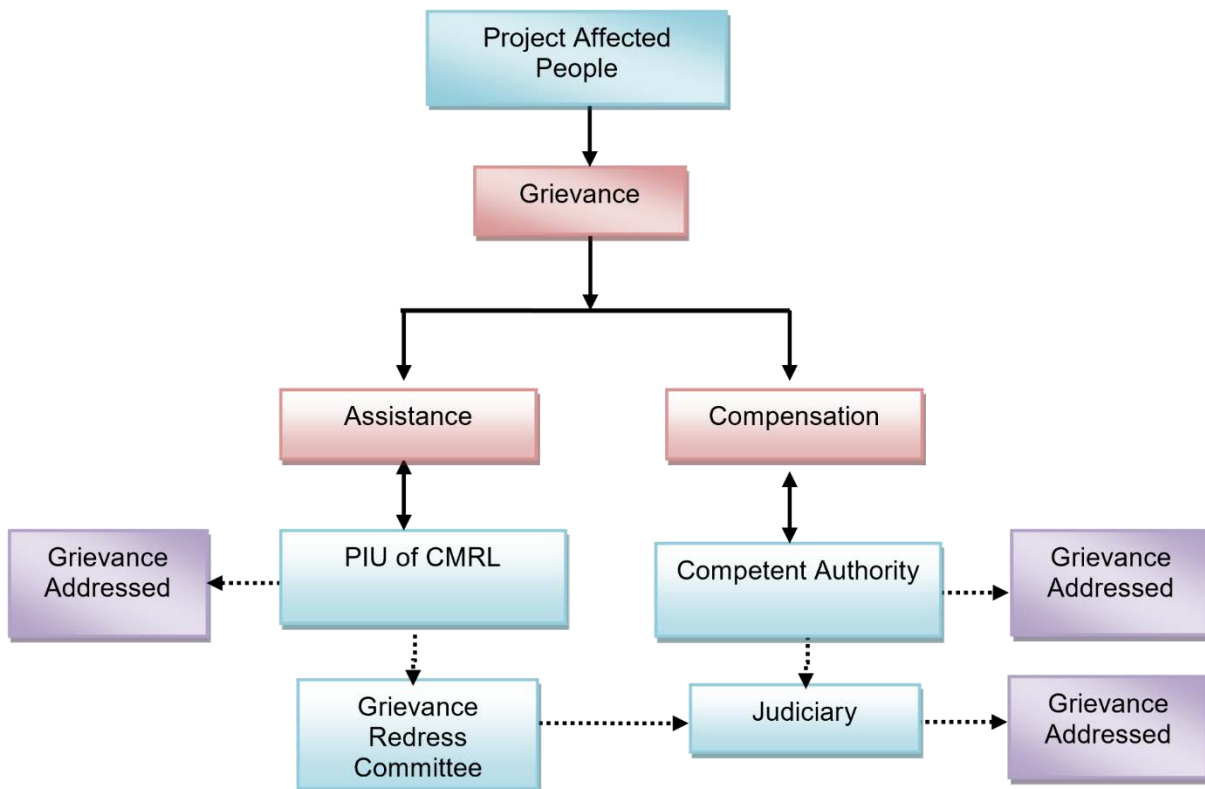 Project Affected
People
Grievance
Assistance
Compensation
Grievance
Addressed
PIU of CMRL
Competent Authority
Grievance
Addressed
Grievance
Redress
Committee
Judiciary
Grievance
Addressed